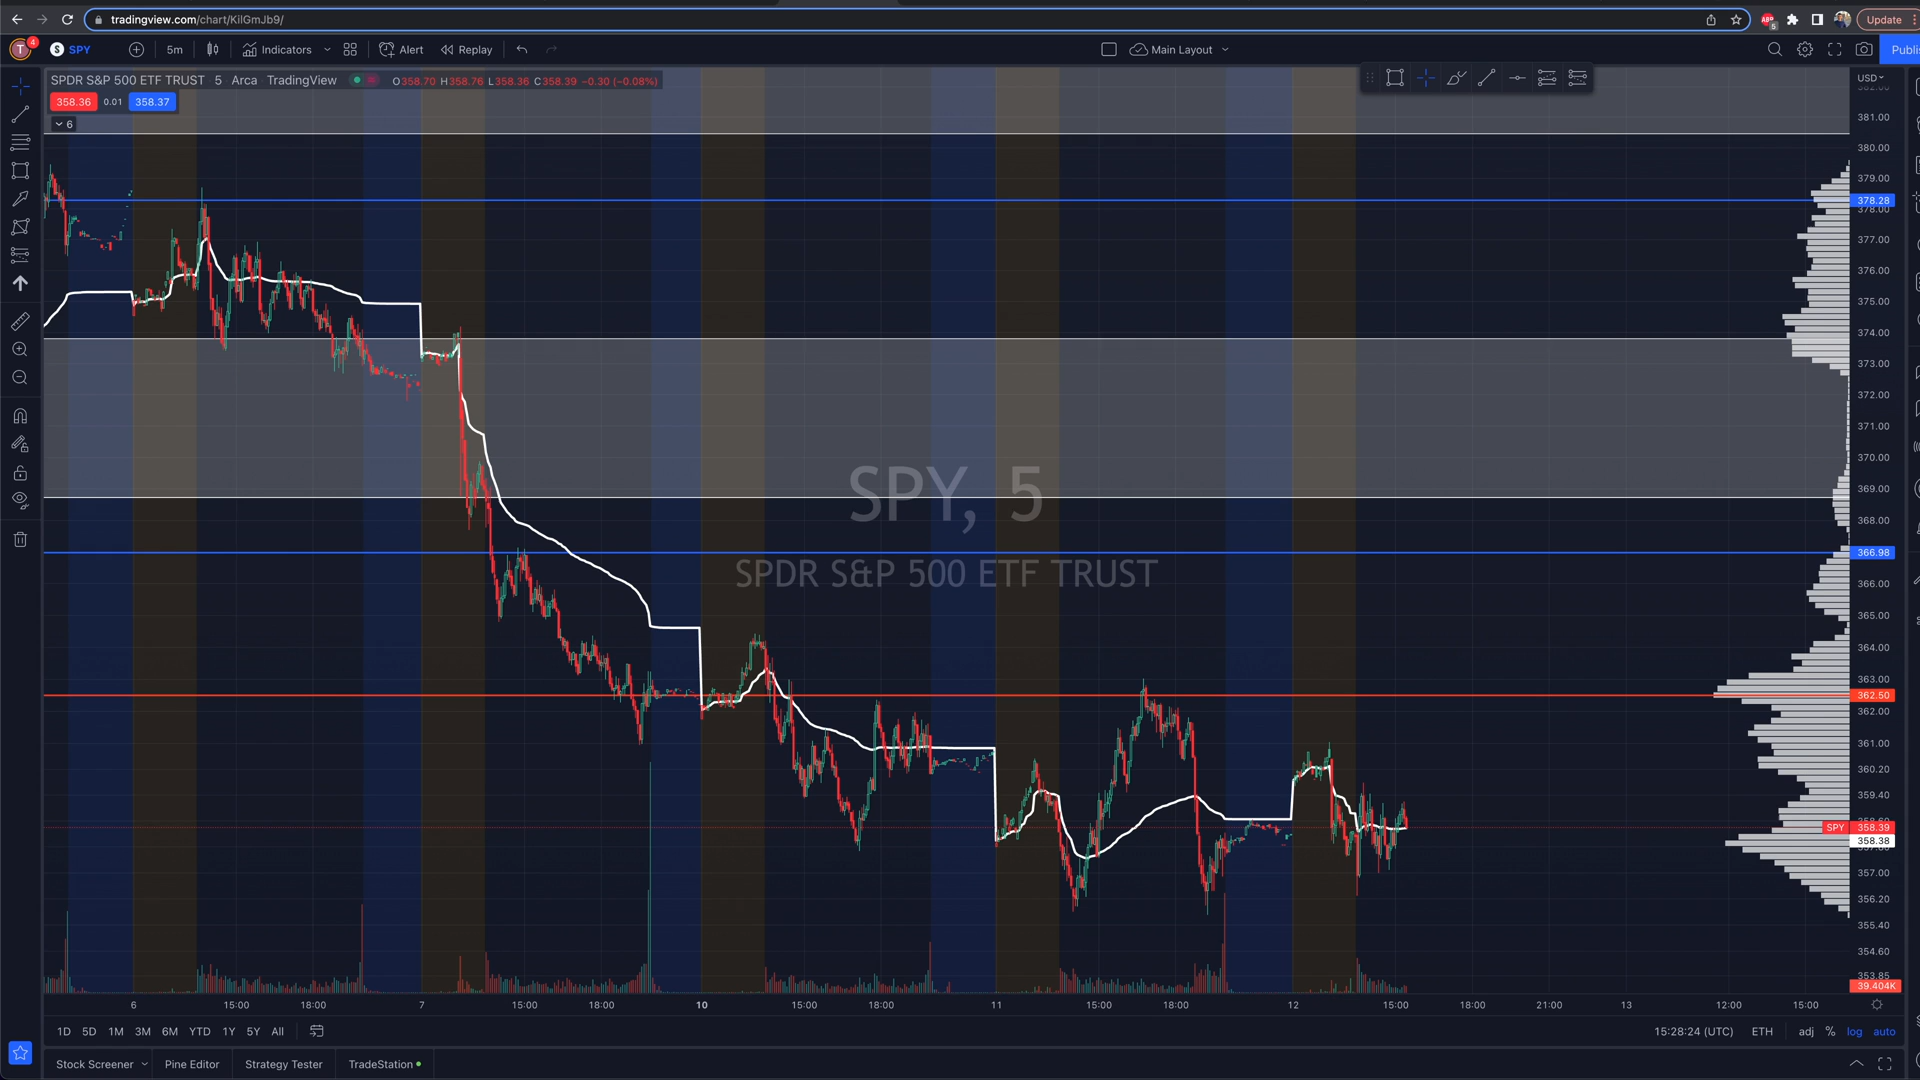 tradingview.com/chart/KilGmJb9/
Update
T 4
S SPY
5m
Indicators
Alert
Replay
Main Layout
Publis
SPDR S&P 500 ETF TRUST 5 Arca TradingView
O358.70 H358.76 L358.36 C358.39 −0.30 (−0.08%)
358.36 0.01 358.37
6
USD
381.00
380.00
379.00
378.28
378.00
377.00
376.00
375.00
374.00
373.00
372.00
371.00
370.00
369.00
368.00
366.98
366.00
365.00
364.00
363.00
362.50
362.00
361.00
360.20
359.40
SPY 358.39
358.38
357.00
356.20
355.40
354.60
353.85
39.404K
SPY, 5
SPDR S&P 500 ETF TRUST
6 15:00 18:00 7 15:00 18:00 10 15:00 18:00 11 15:00 18:00 12 15:00 18:00 21:00 13 12:00 15:00
1D 5D 1M 3M 6M YTD 1Y 5Y All
15:28:24 (UTC) ETH adj % log auto
Stock Screener Pine Editor Strategy Tester TradeStation